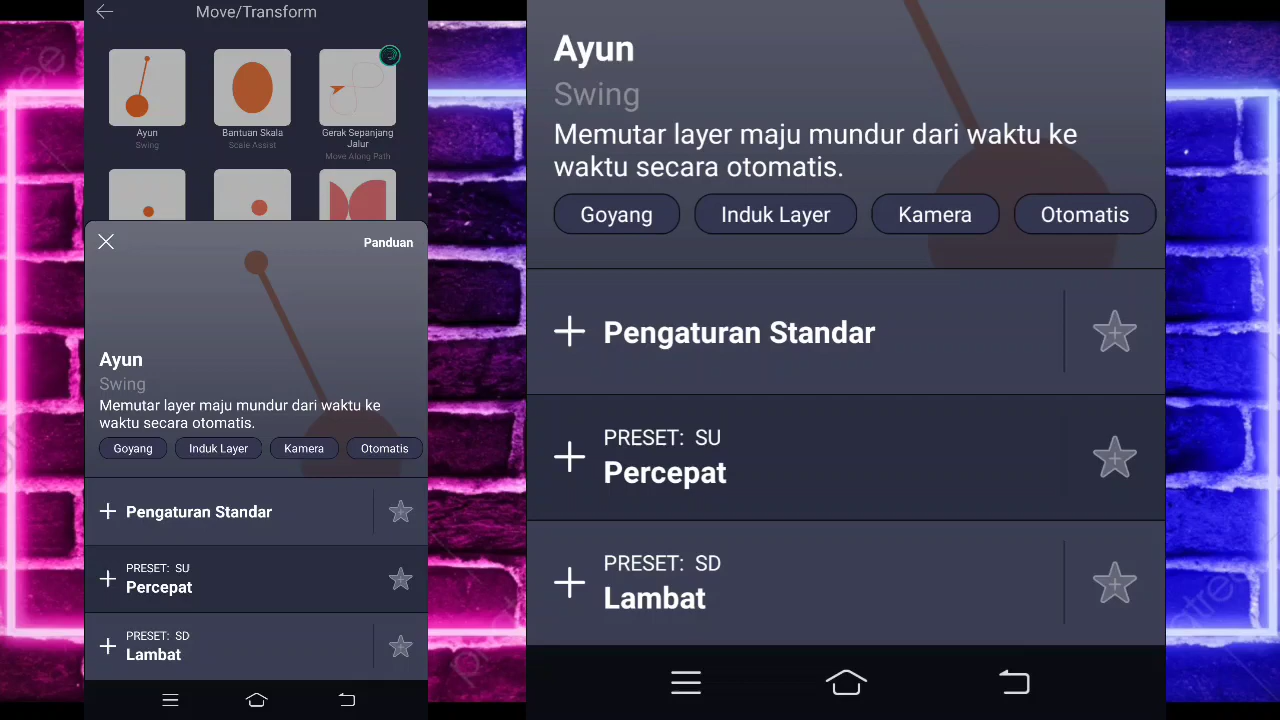 Move/Transform
Ayun
Swing
Bantuan Skala
Scale Assist
Gerak Sepanjang
Jalur
Move Along Path
Panduan
Ayun
Swing
Memutar layer maju mundur dari waktu ke
waktu secara otomatis.
Goyang
Induk Layer
Kamera
Otomatis
Pengaturan Standar
PRESET: SU
Percepat
PRESET: SD
Lambat
Ayun
Swing
Memutar layer maju mundur dari waktu ke
waktu secara otomatis.
Goyang
Induk Layer
Kamera
Otomatis
Pengaturan Standar
PRESET: SU
Percepat
PRESET: SD
Lambat